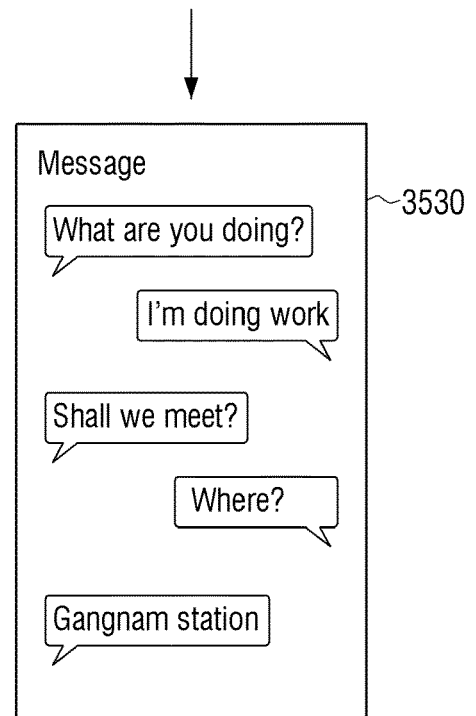 Message
3530
What are you doing?
I'm doing work
Shall we meet?
Where?
Gangnam station